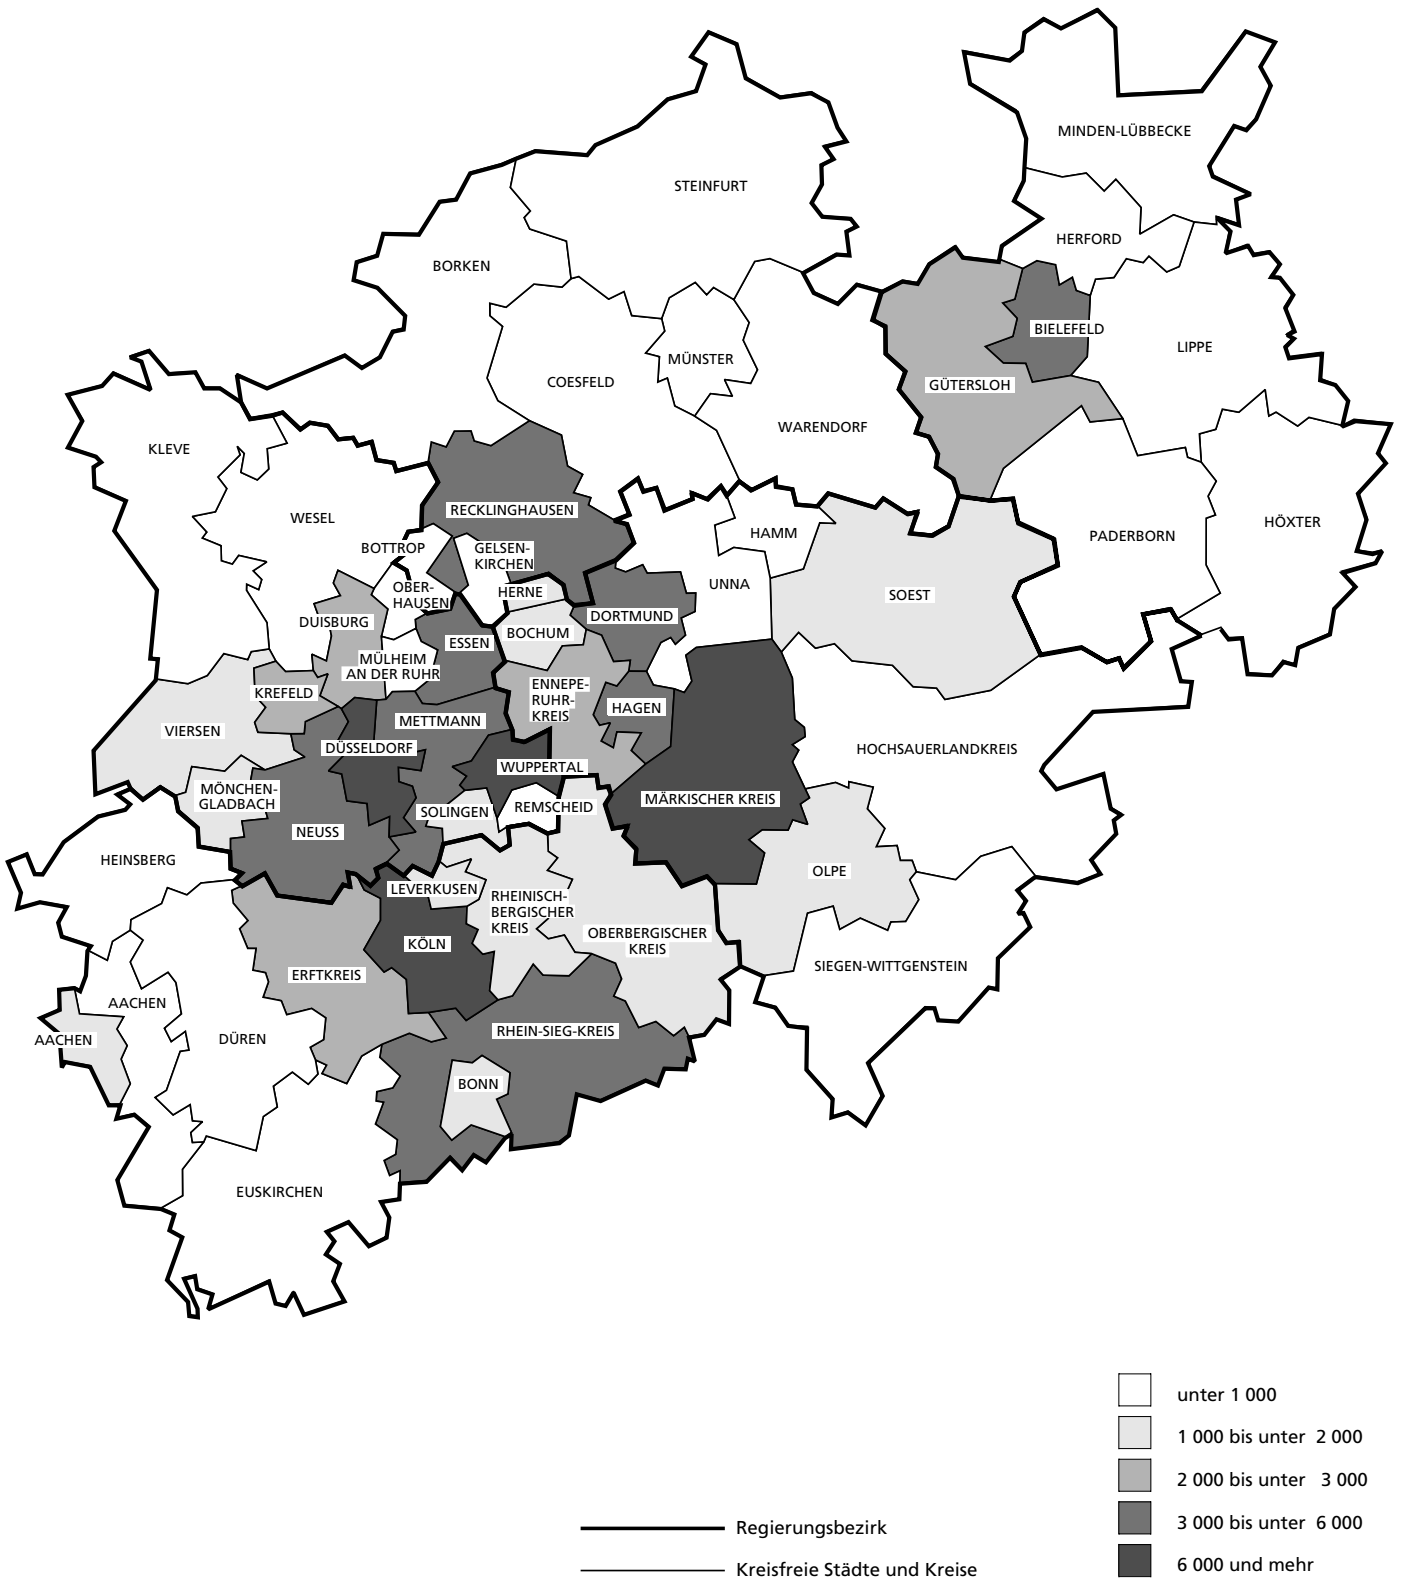 MINDEN-LÜBBECKE
STEINFURT
HERFORD
BORKEN
BIELEFELD
LIPPE
MÜNSTER
COESFELD
GÜTERSLOH
WARENDORF
KLEVE
RECKLINGHAUSEN
WESEL
HÖXTER
HAMM
PADERBORN
BOTTROP
GELSEN-
KIRCHEN
UNNA
OBER-
HAUSEN
HERNE
SOEST
DORTMUND
DUISBURG
BOCHUM
ESSEN
MÜLHEIM
AN DER RUHR
ENNEPE-
RUHR-
KREIS
KREFELD
HAGEN
METTMANN
VIERSEN
DÜSSELDORF
HOCHSAUERLANDKREIS
WUPPERTAL
MÖNCHEN-
GLADBACH
MÄRKISCHER KREIS
REMSCHEID
SOLINGEN
NEUSS
HEINSBERG
OLPE
LEVERKUSEN
RHEINISCH-
BERGISCHER
KREIS
OBERBERGISCHER
KREIS
KÖLN
SIEGEN-WITTGENSTEIN
ERFTKREIS
AACHEN
RHEIN-SIEG-KREIS
AACHEN
DÜREN
BONN
EUSKIRCHEN
unter 1 000
1 000 bis unter 2 000
2 000 bis unter 3 000
3 000 bis unter 6 000
6 000 und mehr
Regierungsbezirk
Kreisfreie Städte und Kreise